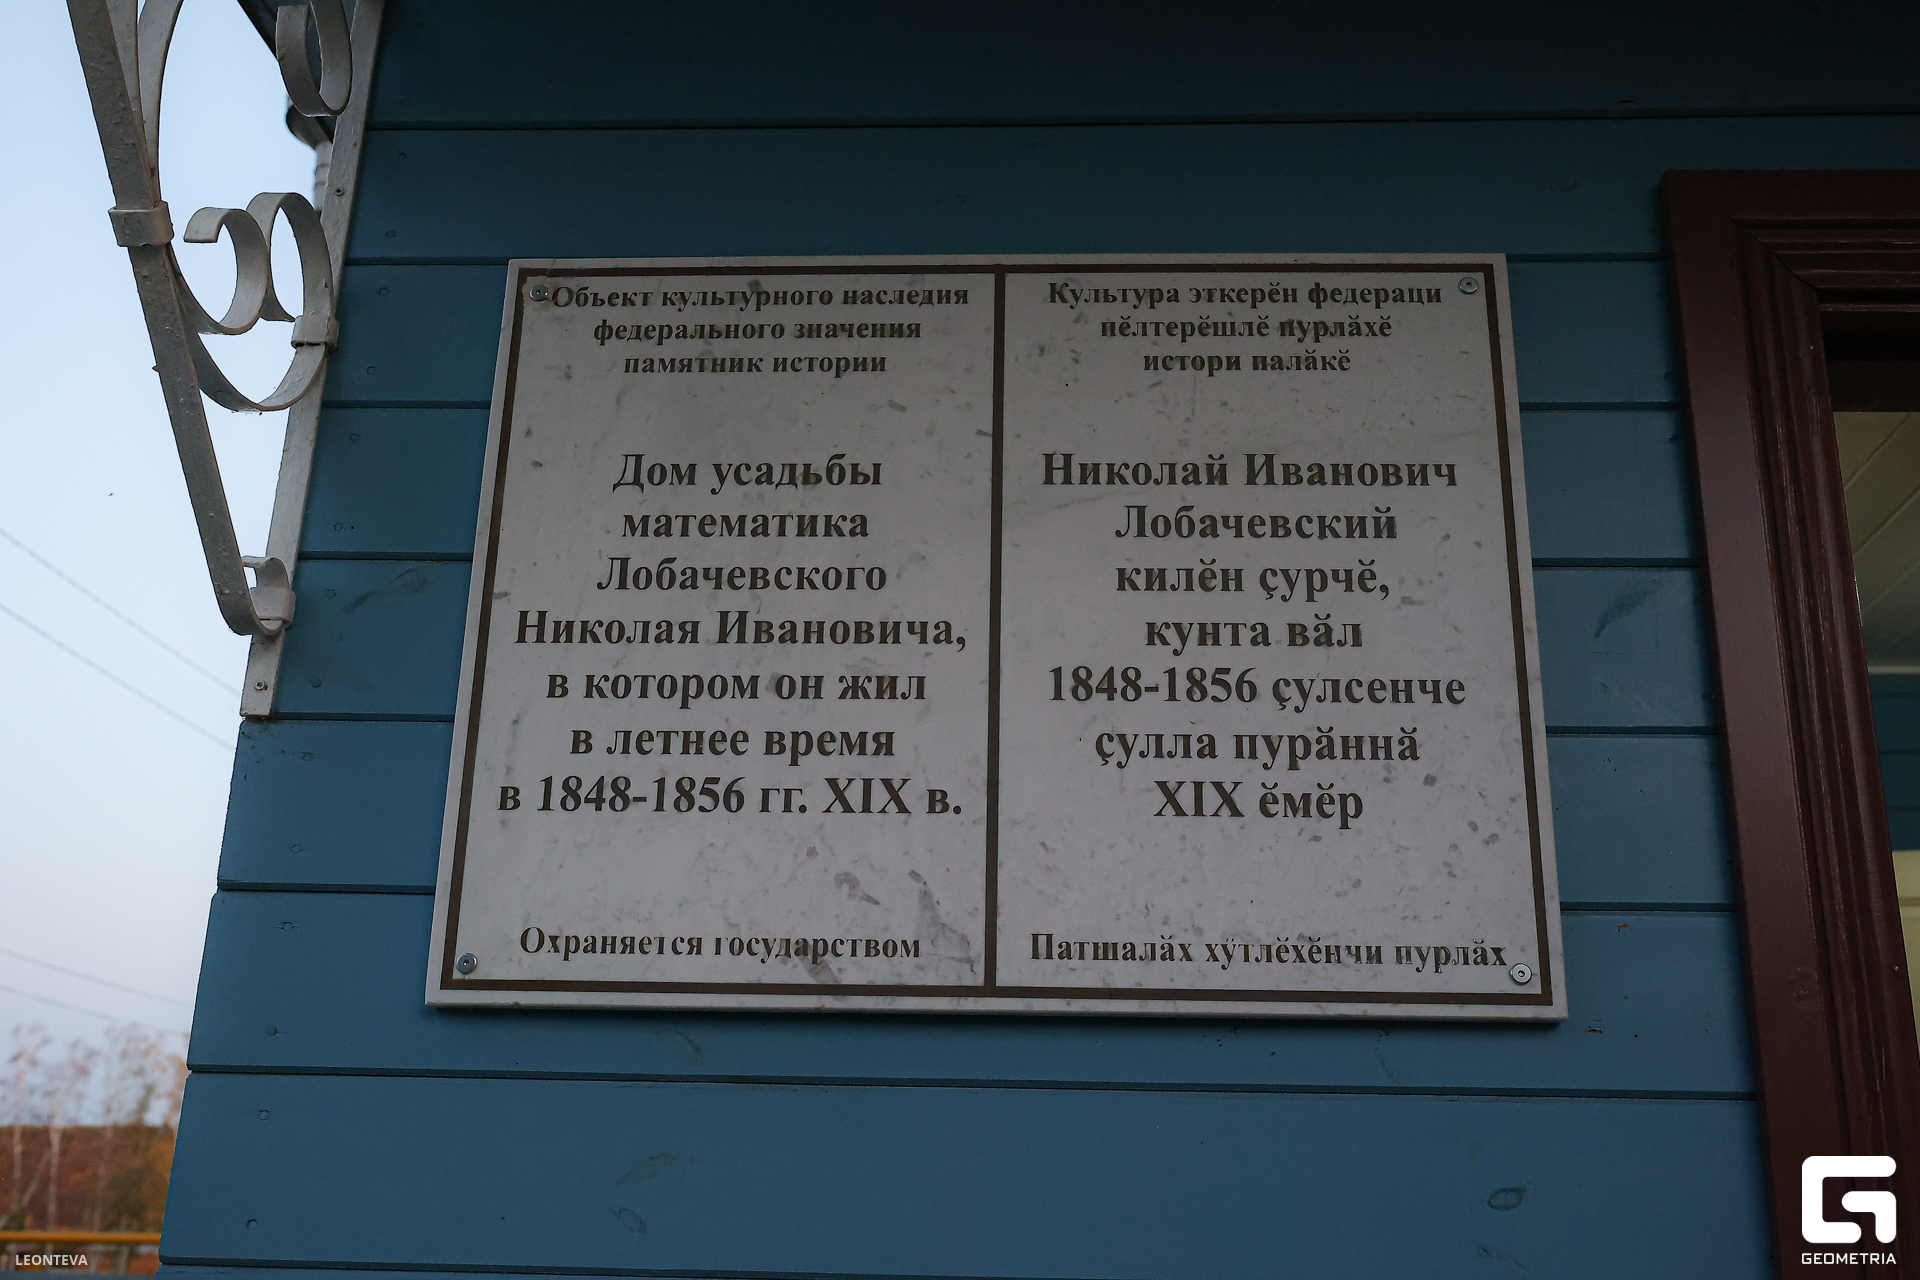 Объект культурного наследия
федерального значения
памятник истории
Дом усадьбы
математика
Лобачевского
Николая Ивановича,
в котором он жил
в летнее время
в 1848-1856 гг. XIX в.
Охраняется государством
Культура эткерӗн федераци
пӗлтерӗшлӗ пурлӑхӗ
истори палӑкӗ
Николай Иванович
Лобачевский
килӗн ҫурчӗ,
кунта вӑл
1848-1856 ҫулсенче
ҫулла пурӑннӑ
XIX ӗмӗр
Патшалӑх хӳтлӗхӗнчи пурлӑх
LEONTEVA
GEOMETRIA